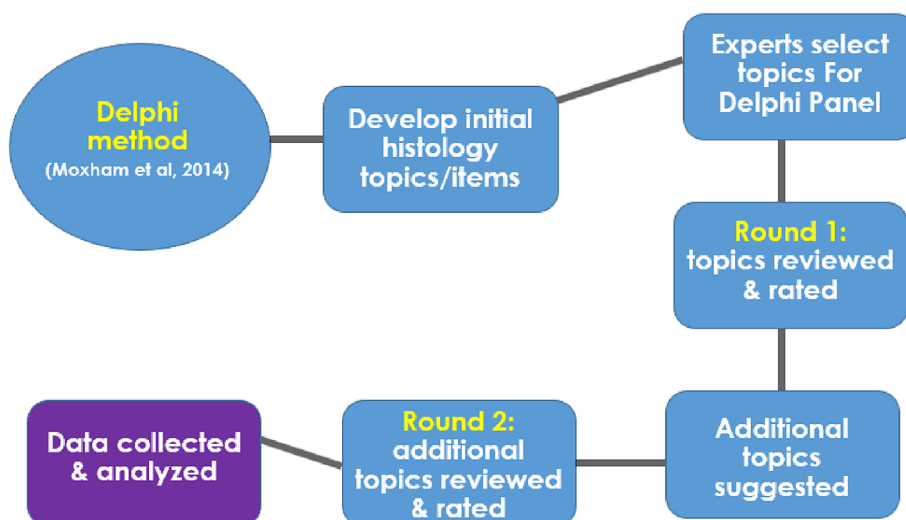 Delphi
method
(Moxham et al, 2014)
Develop initial
histology
topics/items
Experts select
topics For
Delphi Panel
Round 1:
topics reviewed
& rated
Additional
topics
suggested
Round 2:
additional
topics reviewed
& rated
Data collected
& analyzed